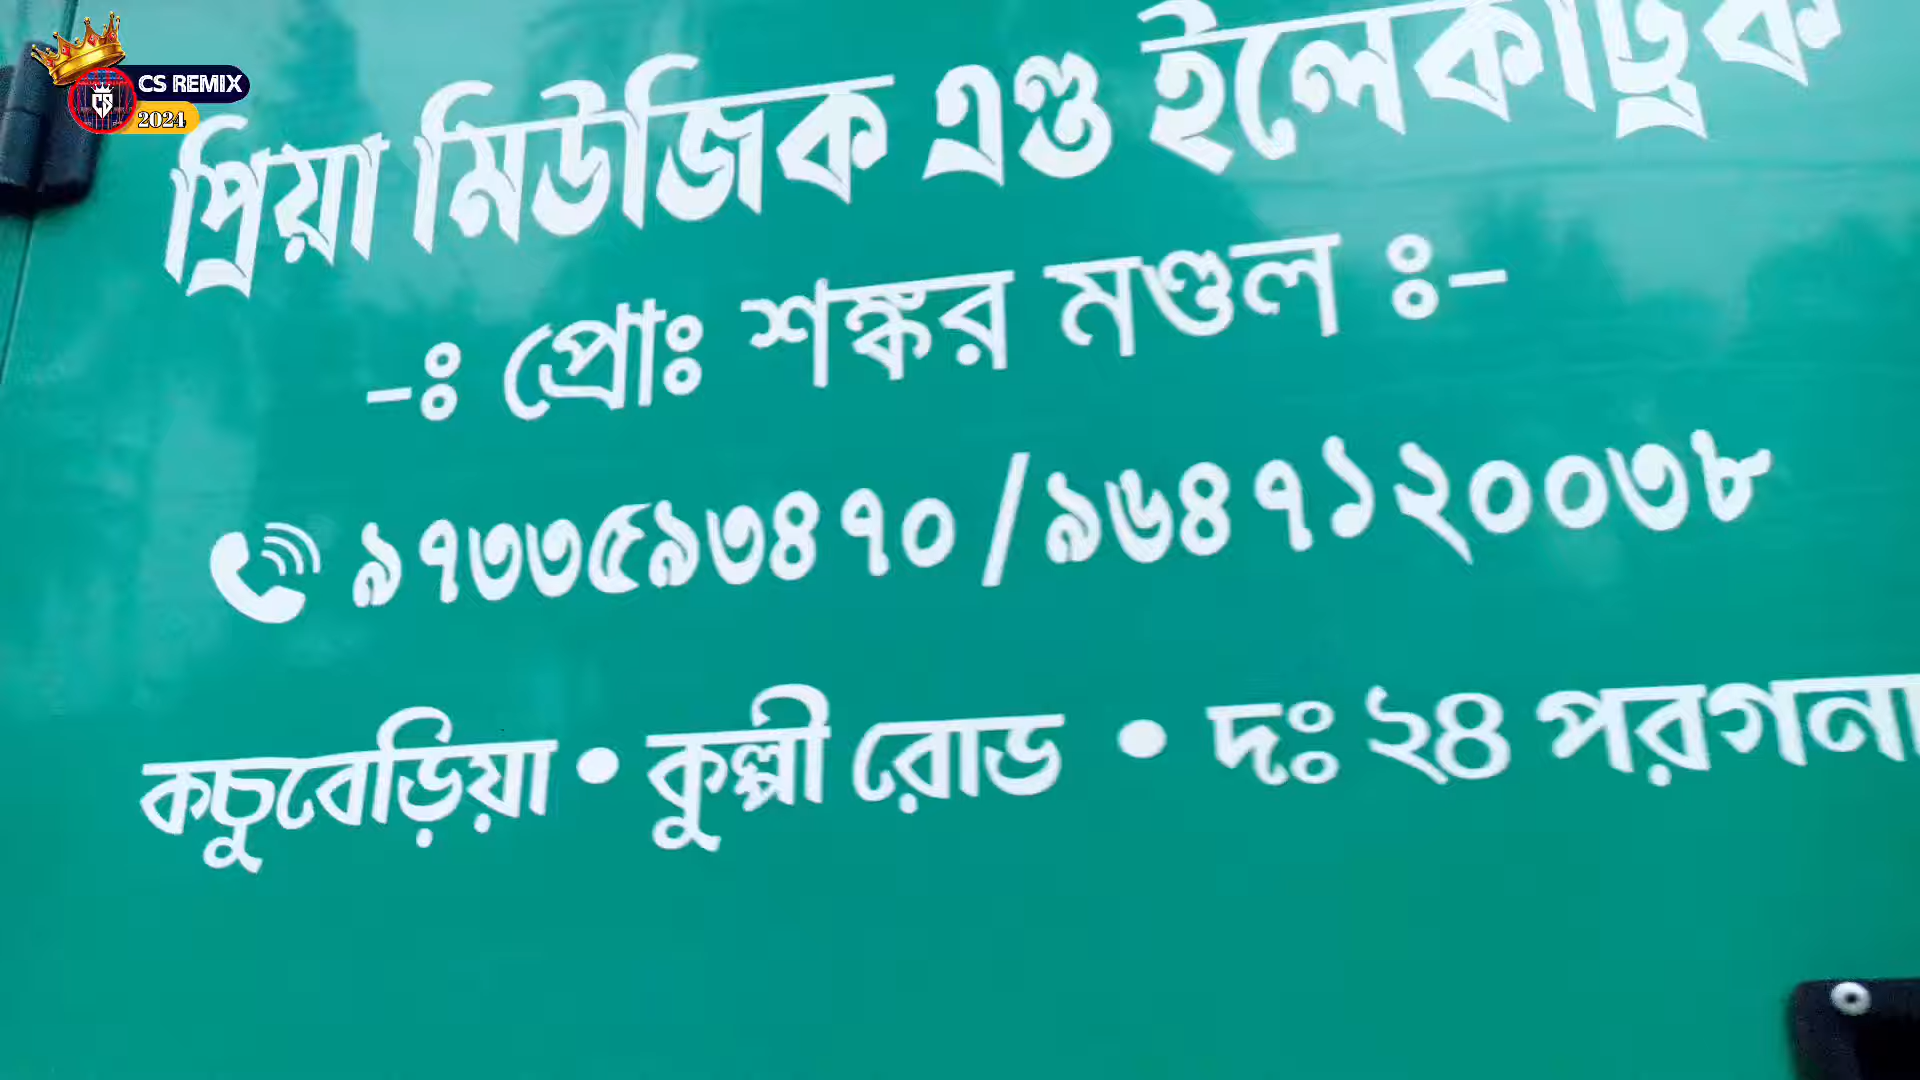 CS REMIX
2024
প্রিয়া মিউজিক এণ্ড ইলেকট্রিক
-ঃ প্রোঃ শঙ্কর মণ্ডল ঃ-
৯৭৩৩৫৯৩৪৭০/৯৬৪৭১২০০৩৮
কচুবেড়িয়া • কুল্পী রোড • দঃ ২৪ পরগনা